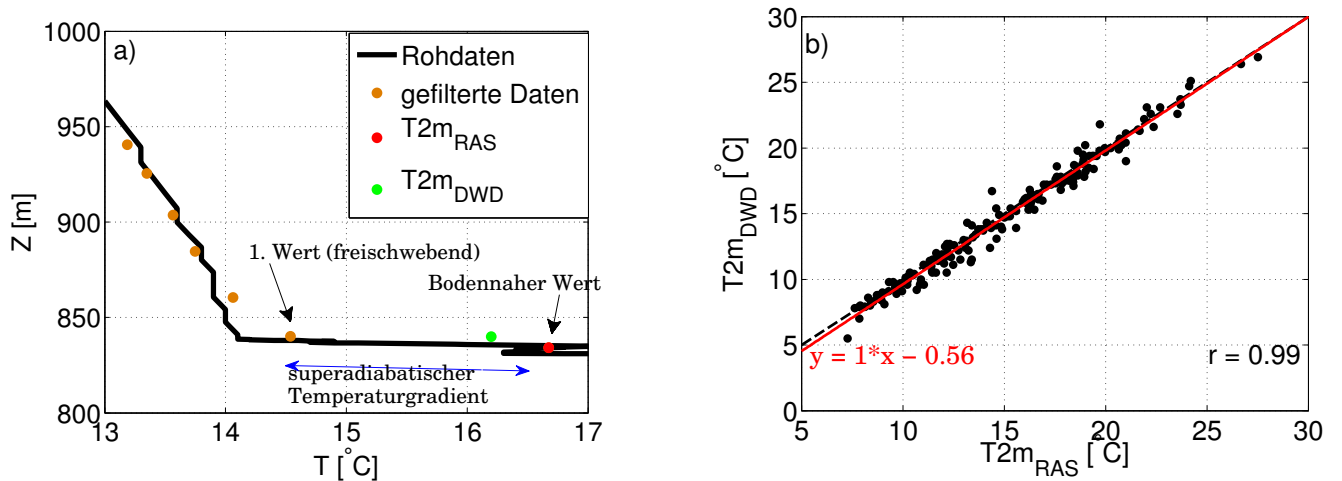 a)
Z [m]
1000
950
900
850
800
Rohdaten
gefilterte Daten
T2m_RAS
T2m_DWD
1. Wert (freischwebend)
Bodennaher Wert
superadiabatischer
Temperaturgradient
13 14 15 16 17
T [°C]
b)
T2m_DWD [°C]
30
25
20
15
10
5
0
y = 1*x − 0.56
r = 0.99
5 10 15 20 25 30
T2m_RAS [°C]